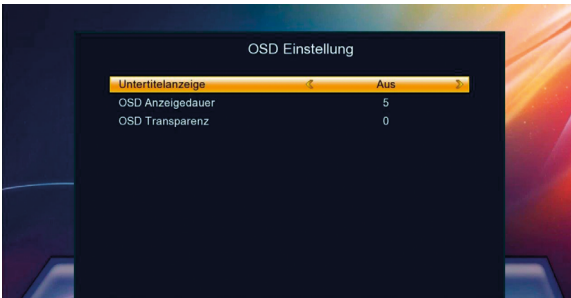 OSD Einstellung
Untertitelanzeige Aus
OSD Anzeigedauer 5
OSD Transparenz 0